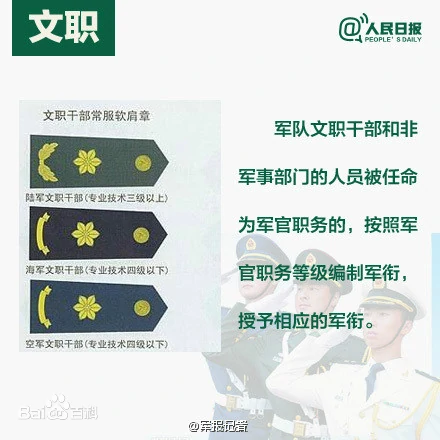 文职
@人民日报
PEOPLE'S DAILY
文职干部常服软肩章
陆军文职干部(专业技术三级以上)
海军文职干部(专业技术四级以下)
空军文职干部(专业技术四级以下)
军队文职干部和非
军事部门的人员被任命
为军官职务的，按照军
官职务等级编制军衔，
授予相应的军衔。
Bai百科
@军报记者